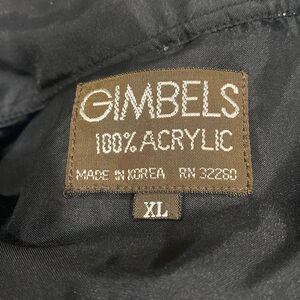 GIMBELS
100% ACRYLIC
MADE IN KOREA RN 32260
XL